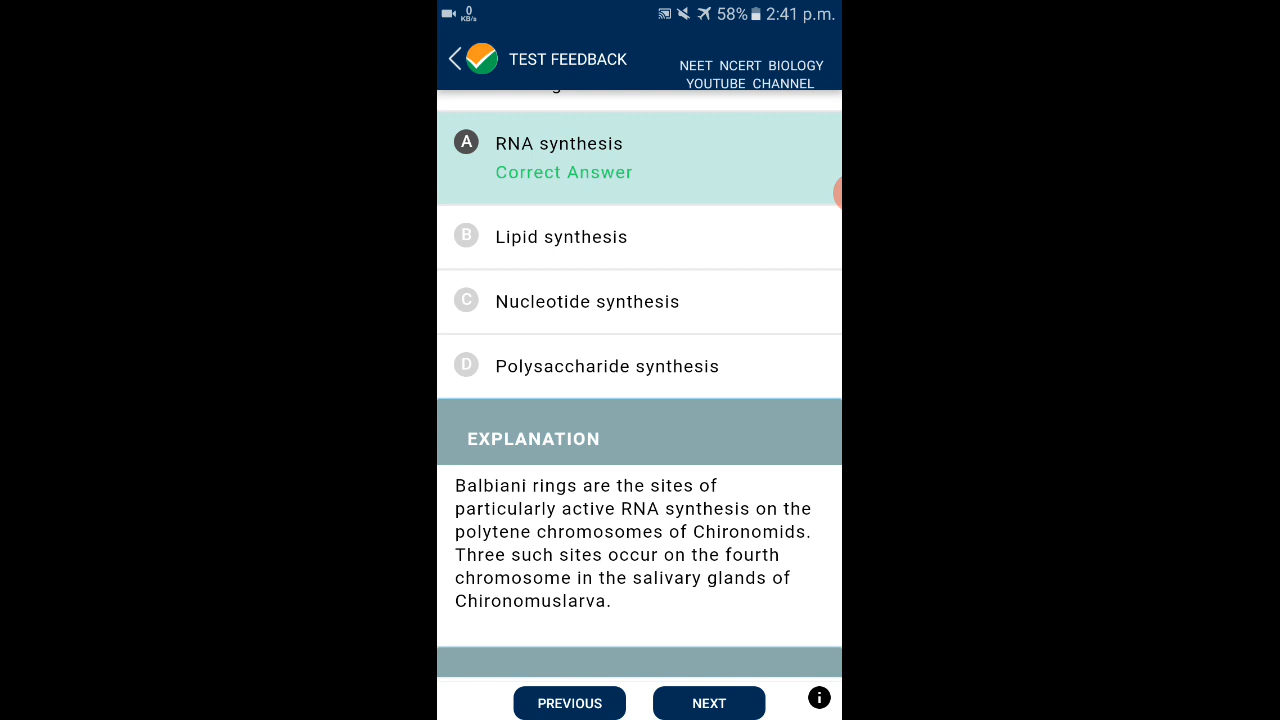 0
KB/s
58% 2:41 p.m.
TEST FEEDBACK
NEET NCERT BIOLOGY
YOUTUBE CHANNEL
A RNA synthesis
Correct Answer
B Lipid synthesis
C Nucleotide synthesis
D Polysaccharide synthesis
EXPLANATION
Balbiani rings are the sites of
particularly active RNA synthesis on the
polytene chromosomes of Chironomids.
Three such sites occur on the fourth
chromosome in the salivary glands of
Chironomuslarva.
PREVIOUS NEXT